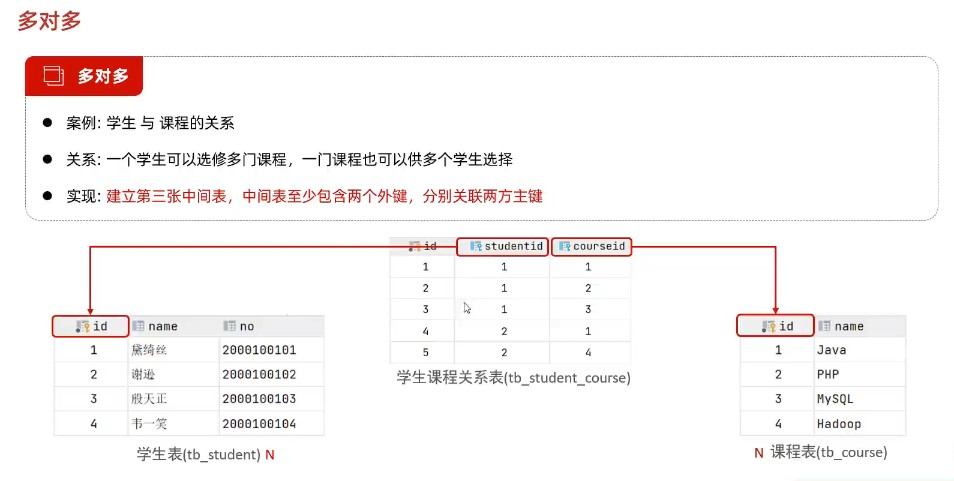 多对多
多对多
● 案例: 学生 与 课程的关系
● 关系: 一个学生可以选修多门课程，一门课程也可以供多个学生选择
● 实现: 建立第三张中间表，中间表至少包含两个外键，分别关联两方主键
id studentid courseid
1 1 1
2 1 2
3 1 3
4 2 1
5 2 4
学生课程关系表(tb_student_course)
id name no
1 黛绮丝 2000100101
2 谢逊 2000100102
3 殷天正 2000100103
4 韦一笑 2000100104
学生表(tb_student) N
id name
1 Java
2 PHP
3 MySQL
4 Hadoop
N 课程表(tb_course)